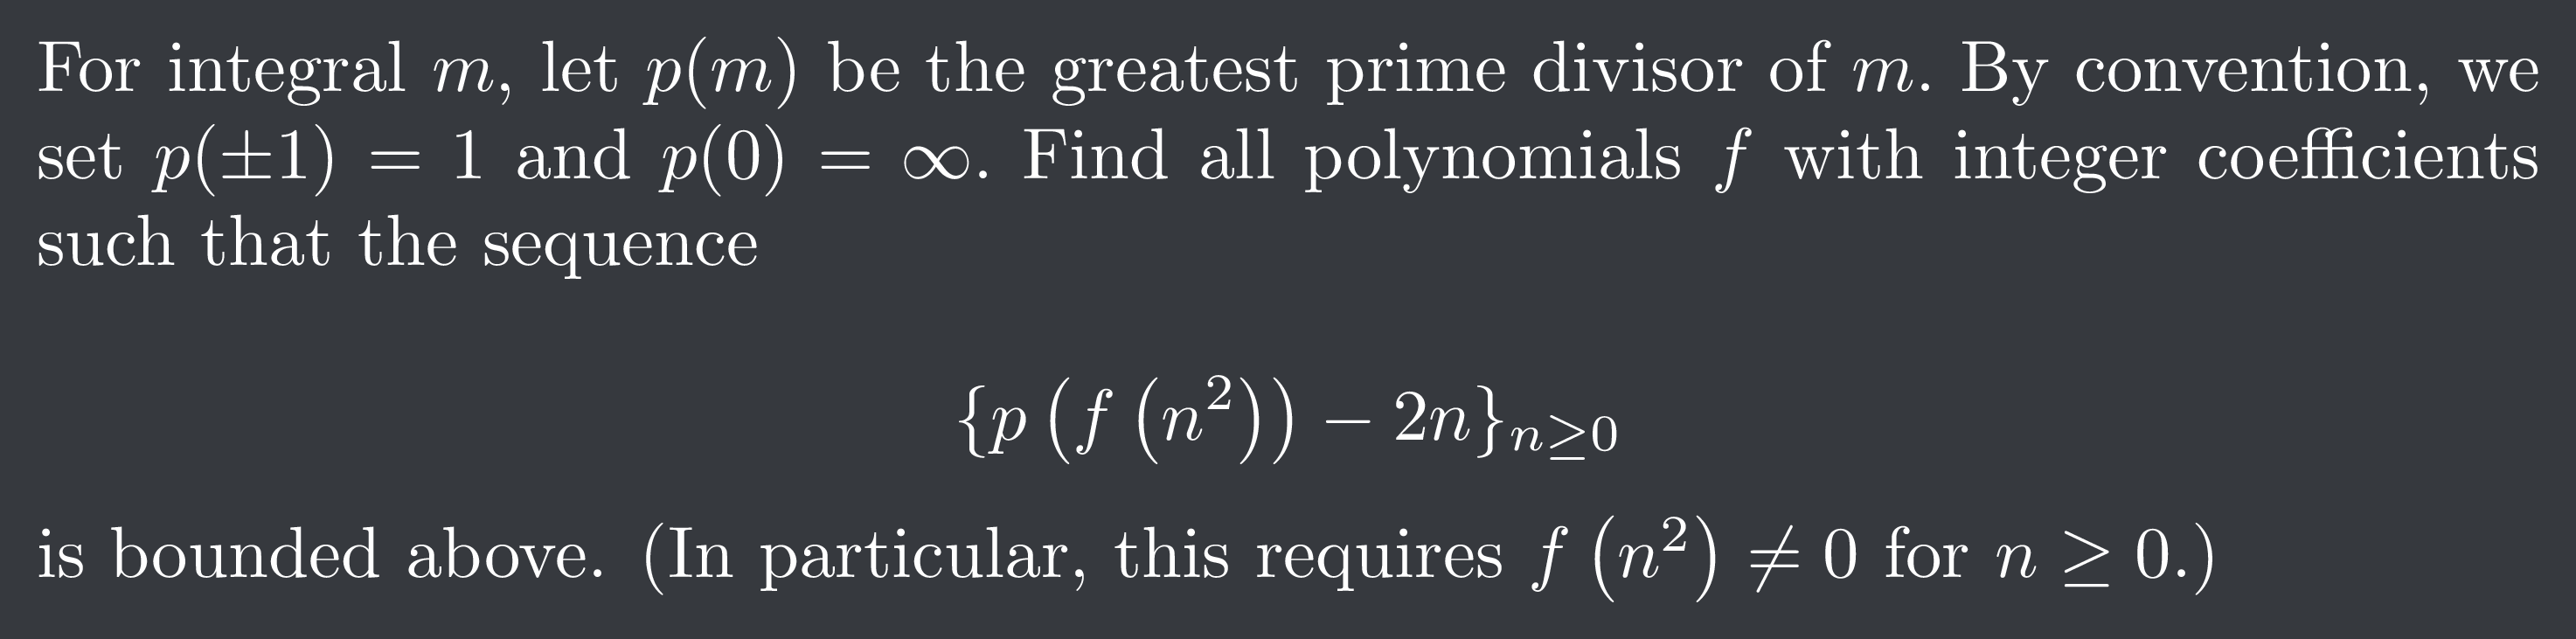 For integral m, let p(m) be the greatest prime divisor of m. By convention, we
set p(±1) = 1 and p(0) = ∞. Find all polynomials f with integer coefficients
such that the sequence
{p (f (n²)) − 2n}ₙ≥₀
is bounded above. (In particular, this requires f (n²) ≠ 0 for n ≥ 0.)